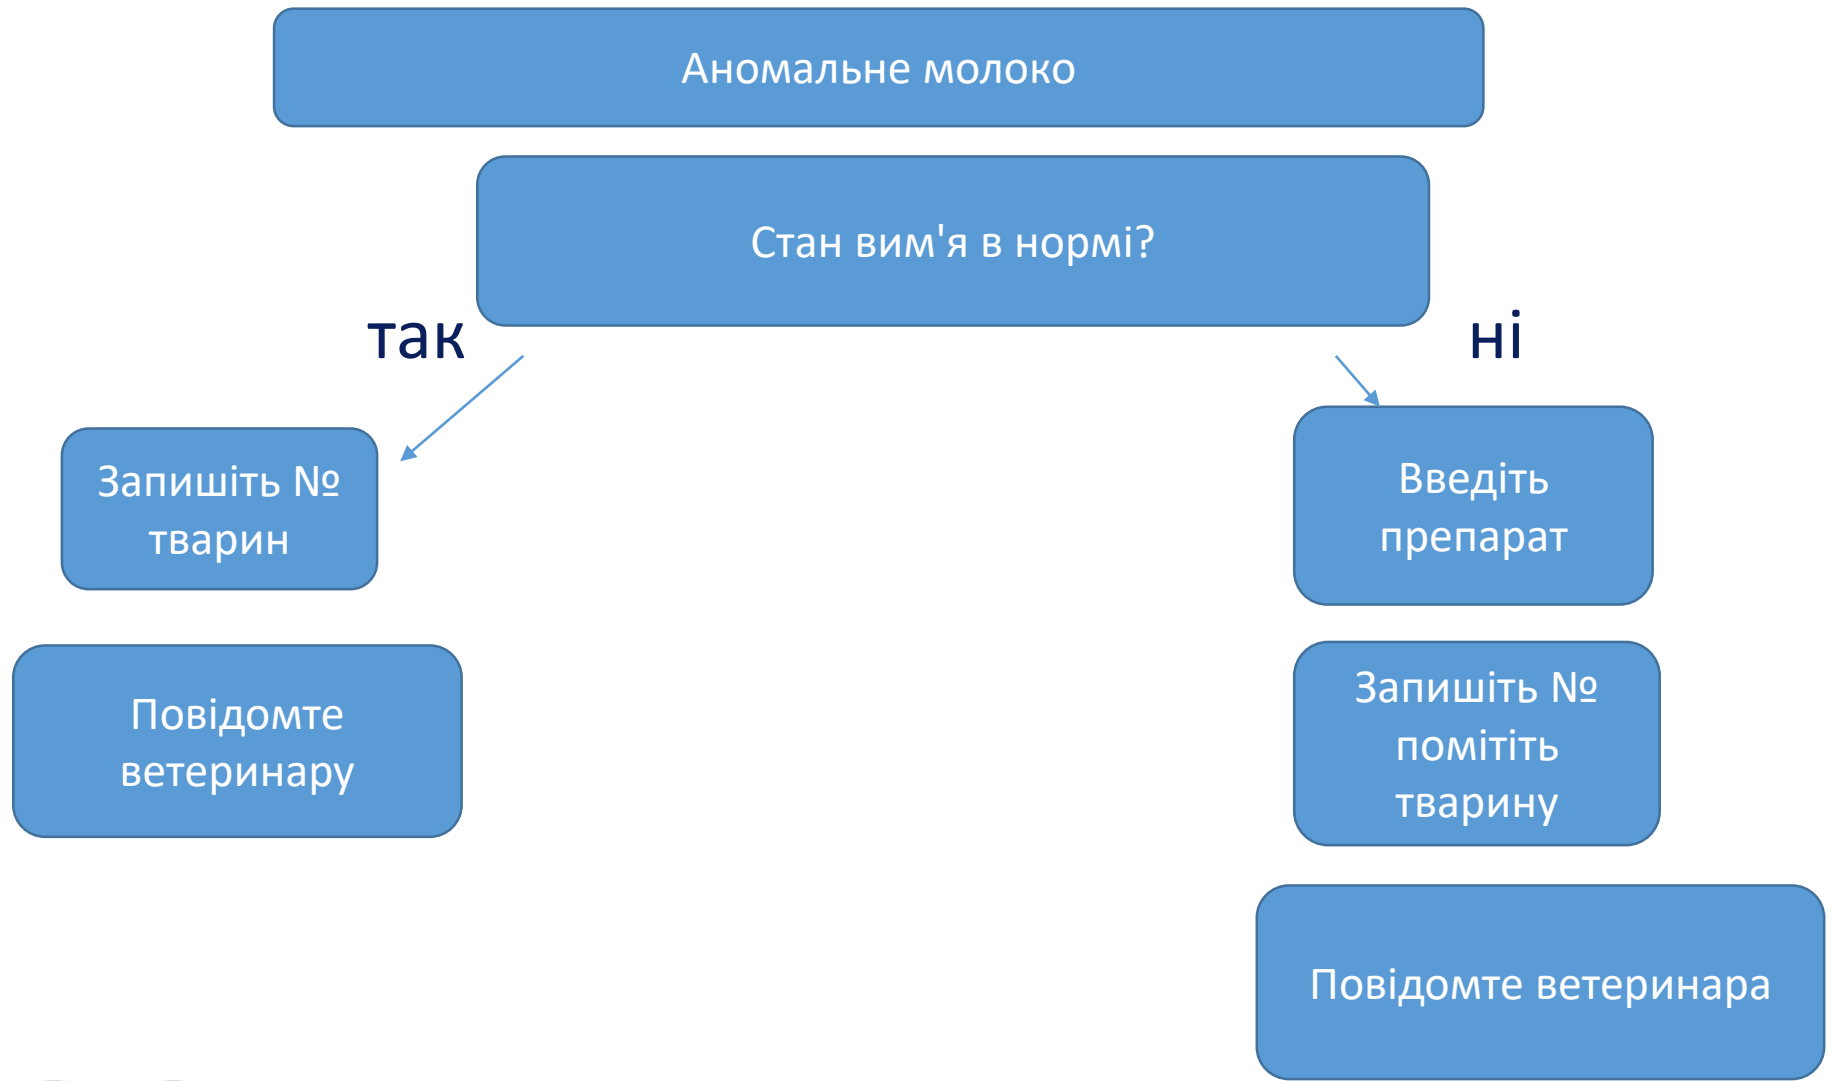 Аномальне молоко
Стан вим'я в нормі?
так
ні
Запишіть №
тварин
Повідомте
ветеринару
Введіть
препарат
Запишіть №
помітіть
тварину
Повідомте ветеринара